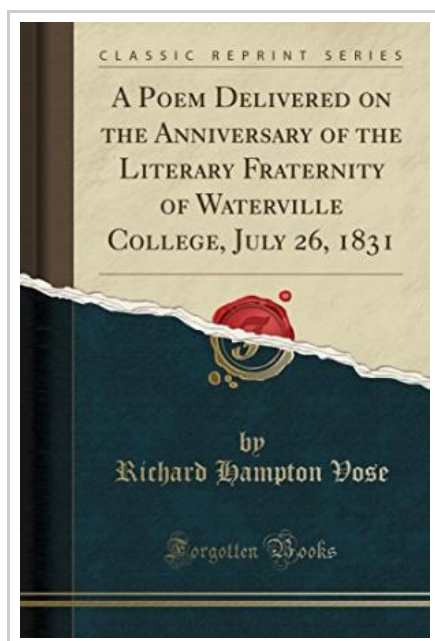 CLASSIC REPRINT SERIES
A POEM DELIVERED ON
THE ANNIVERSARY OF THE
LITERARY FRATERNITY
OF WATERVILLE
COLLEGE, JULY 26, 1831
by
Richard Hampton Vose
Forgotten Books